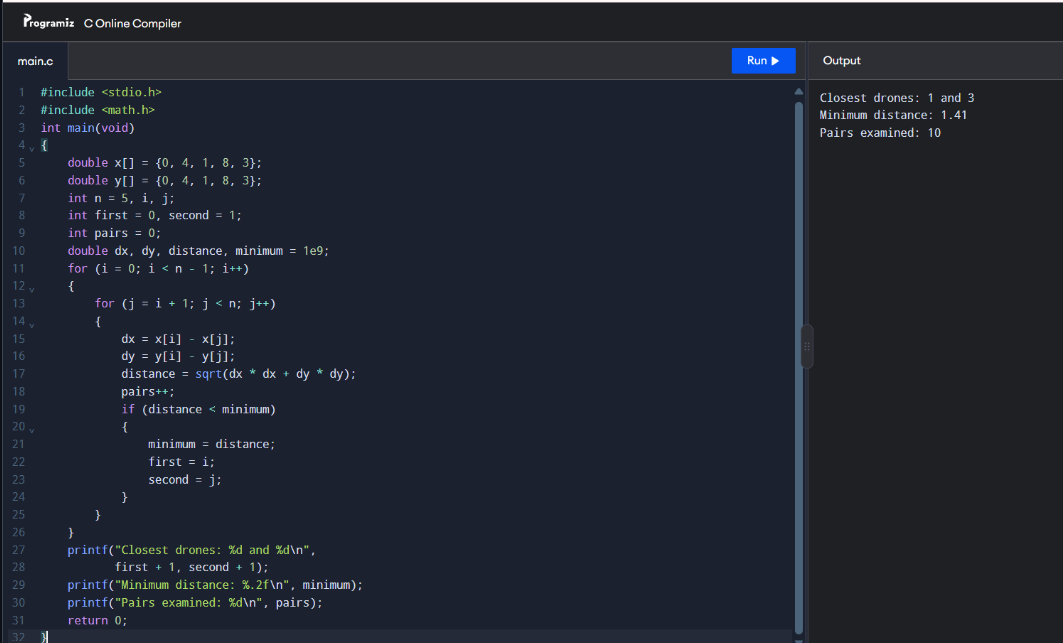 Programiz C Online Compiler
main.c
Run
Output
1 #include <stdio.h>
2 #include <math.h>
3 int main(void)
4 {
5     double x[] = {0, 4, 1, 8, 3};
6     double y[] = {0, 4, 1, 8, 3};
7     int n = 5, i, j;
8     int first = 0, second = 1;
9     int pairs = 0;
10     double dx, dy, distance, minimum = 1e9;
11     for (i = 0; i < n - 1; i++)
12     {
13         for (j = i + 1; j < n; j++)
14         {
15             dx = x[i] - x[j];
16             dy = y[i] - y[j];
17             distance = sqrt(dx * dx + dy * dy);
18             pairs++;
19             if (distance < minimum)
20             {
21                 minimum = distance;
22                 first = i;
23                 second = j;
24             }
25         }
26     }
27     printf("Closest drones: %d and %d\n",
28            first + 1, second + 1);
29     printf("Minimum distance: %.2f\n", minimum);
30     printf("Pairs examined: %d\n", pairs);
31     return 0;
32 }
Closest drones: 1 and 3
Minimum distance: 1.41
Pairs examined: 10